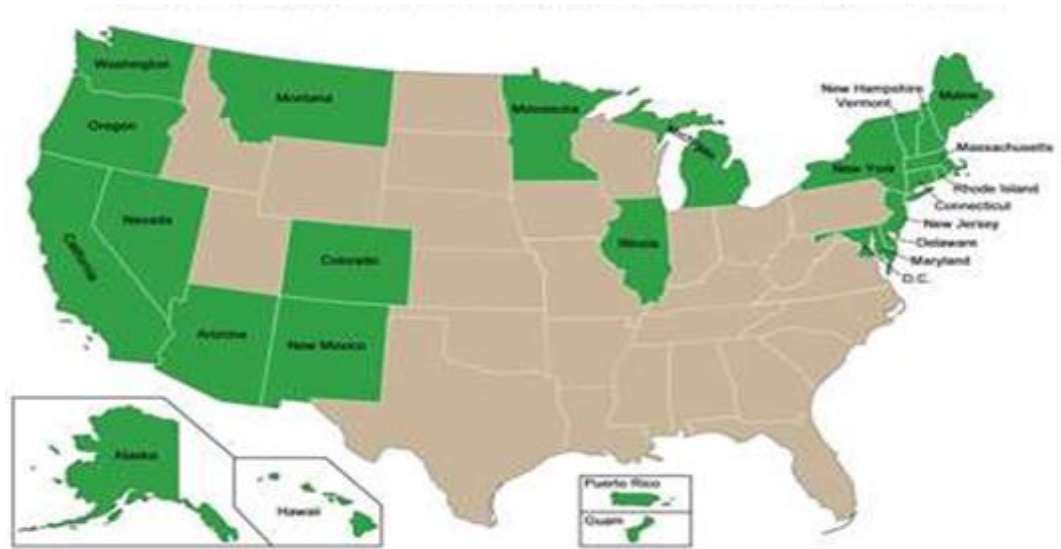 Washington
Montana
Minnesota
Oregon
Michigan
New Hampshire
Vermont
Maine
Massachusetts
New York
Rhode Island
Connecticut
New Jersey
Delaware
Maryland
D.C.
Nevada
California
Colorado
Illinois
Arizona
New Mexico
Alaska
Hawaii
Puerto Rico
Guam